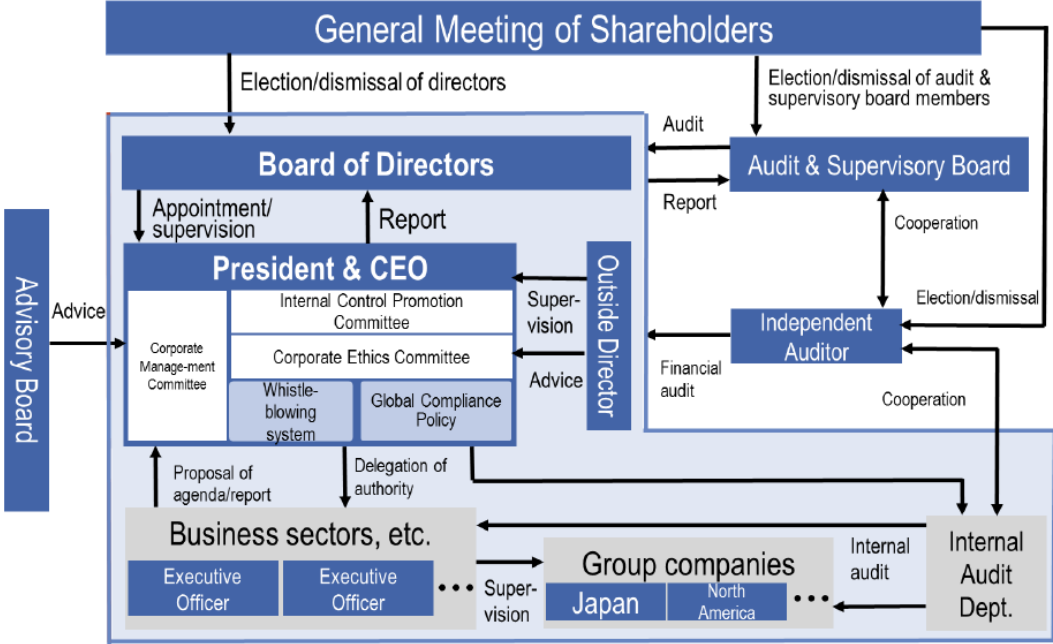 General Meeting of Shareholders
Election/dismissal of directors
Election/dismissal of audit &
supervisory board members
Audit
Board of Directors
Audit & Supervisory Board
Report
Appointment/
supervision
Report
Cooperation
President & CEO
Advisory Board
Advice
Corporate
Manage-ment
Committee
Internal Control Promotion
Committee
Corporate Ethics Committee
Whistle-
blowing
system
Global Compliance
Policy
Super-
vision
Advice
Outside Director
Election/dismissal
Independent
Auditor
Financial
audit
Cooperation
Proposal of
agenda/report
Delegation of
authority
Business sectors, etc.
Executive
Officer
Executive
Officer
•••
Super-
vision
Group companies
Japan
North
America
•••
Internal
audit
Internal
Audit
Dept.